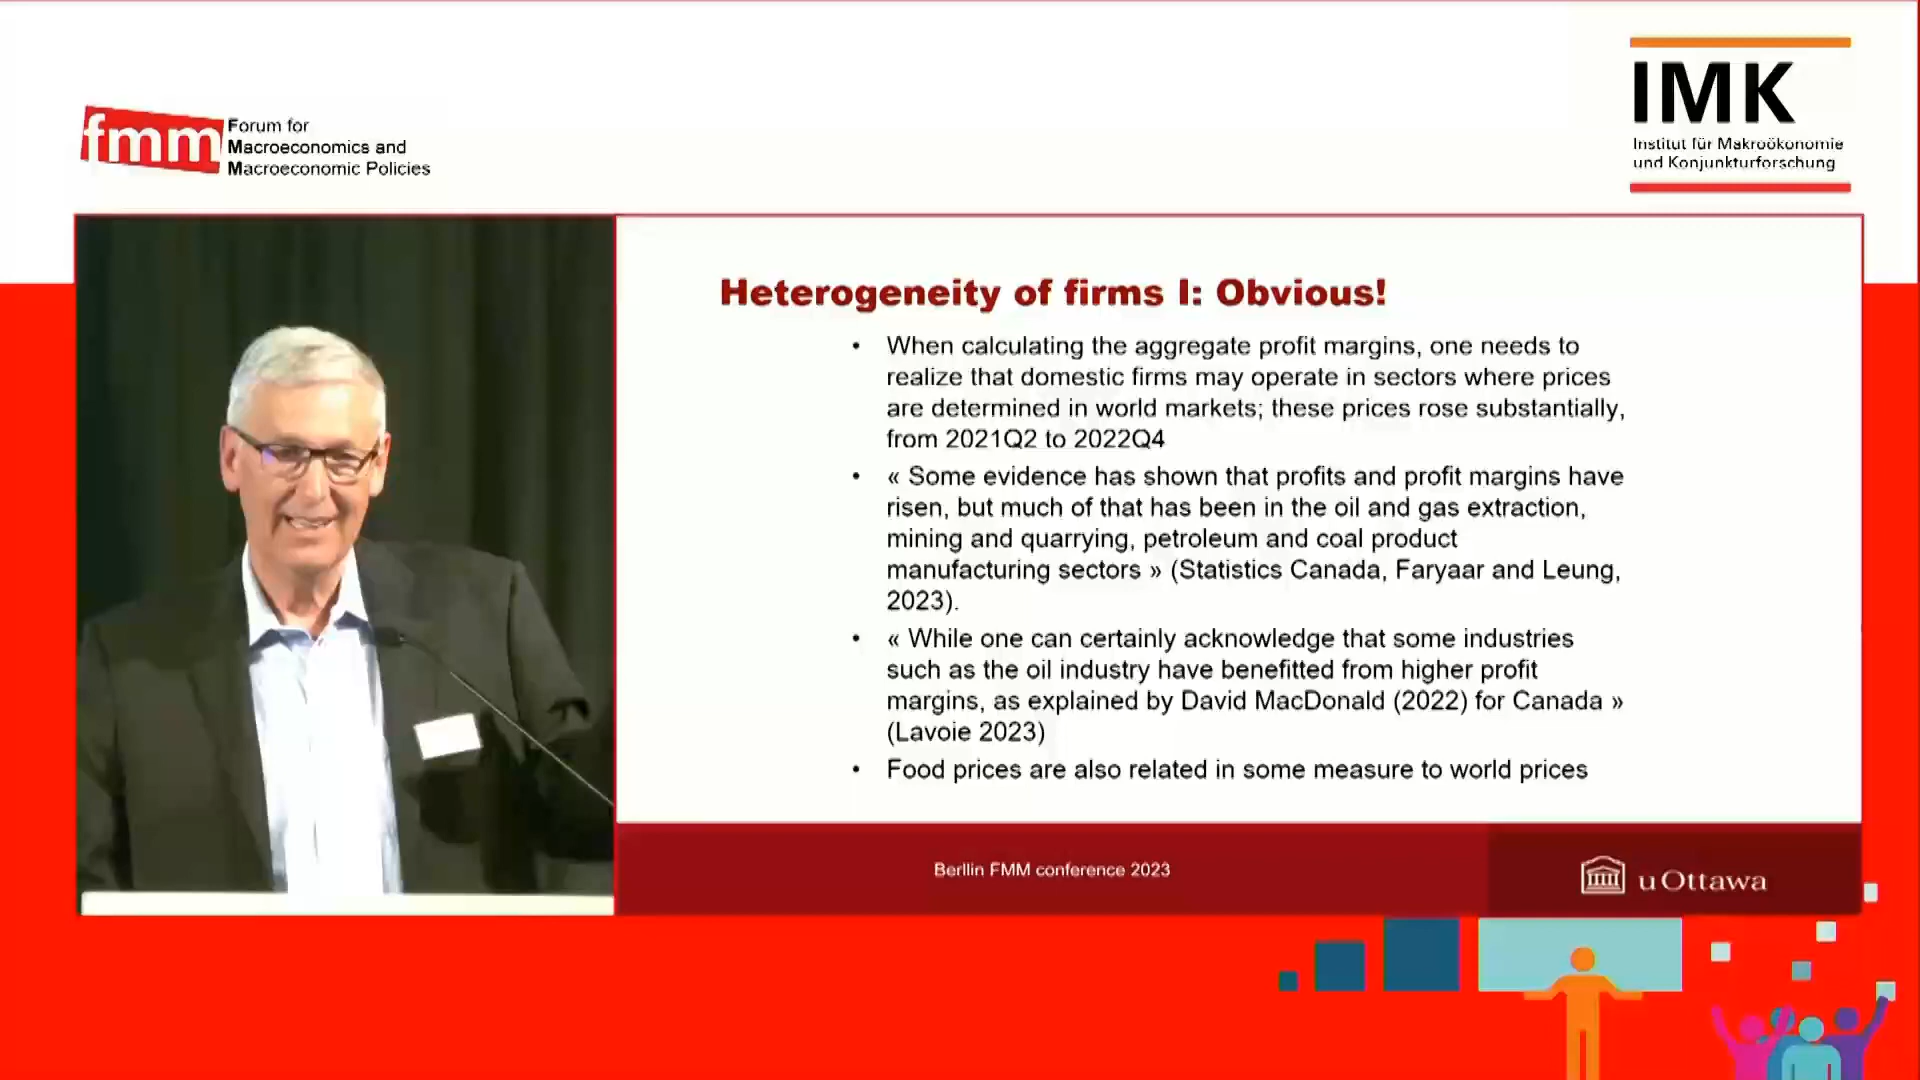 fmm
Forum for
Macroeconomics and
Macroeconomic Policies
IMK
Institut für Makroökonomie
und Konjunkturforschung
Heterogeneity of firms I: Obvious!
• When calculating the aggregate profit margins, one needs to
realize that domestic firms may operate in sectors where prices
are determined in world markets; these prices rose substantially,
from 2021Q2 to 2022Q4
• « Some evidence has shown that profits and profit margins have
risen, but much of that has been in the oil and gas extraction,
mining and quarrying, petroleum and coal product
manufacturing sectors » (Statistics Canada, Faryaar and Leung,
2023).
• « While one can certainly acknowledge that some industries
such as the oil industry have benefitted from higher profit
margins, as explained by David MacDonald (2022) for Canada »
(Lavoie 2023)
• Food prices are also related in some measure to world prices
Berllin FMM conference 2023
uOttawa